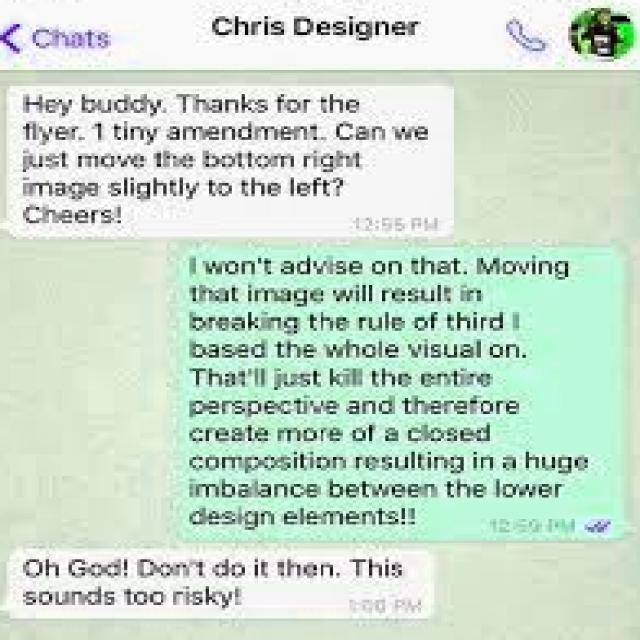 Chats
Chris Designer
Hey buddy. Thanks for the
flyer. 1 tiny amendment. Can we
just move the bottom right
image slightly to the left?
Cheers!
12:55 PM
I won't advise on that. Moving
that image will result in
breaking the rule of third I
based the whole visual on.
That'll just kill the entire
perspective and therefore
create more of a closed
composition resulting in a huge
imbalance between the lower
design elements!!
12:59 PM
Oh God! Don't do it then. This
sounds too risky!
1:00 PM